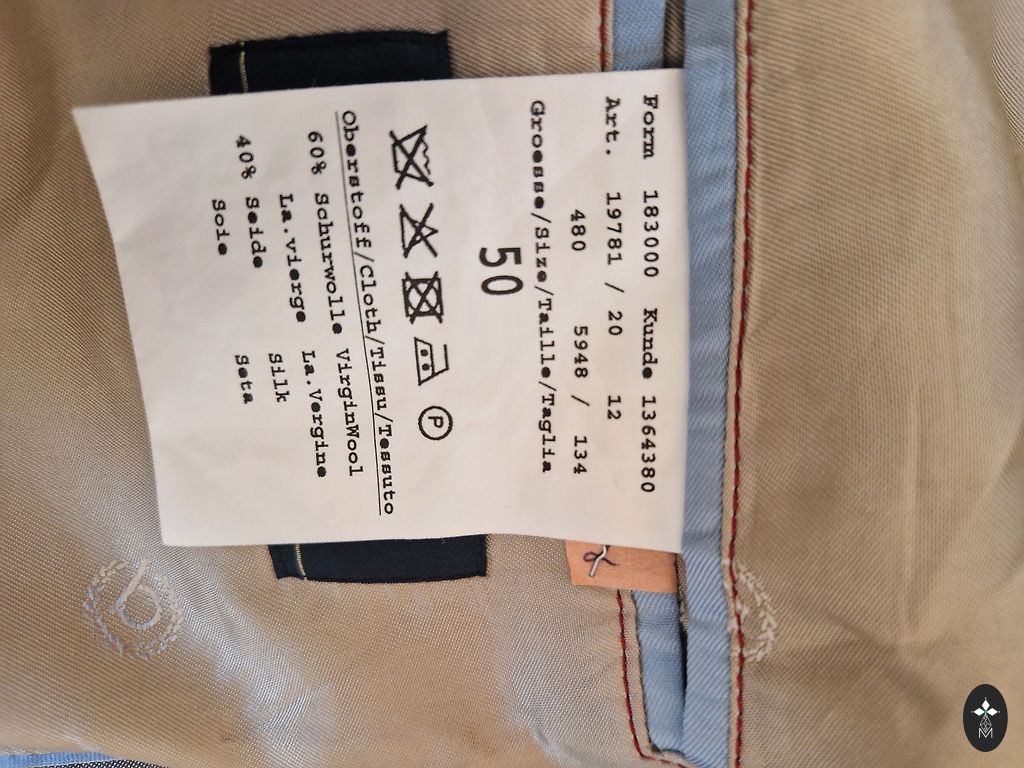 Form 183000 Kunde 1364380
Art. 19781 / 20 12
480 5948 / 134
Groesse/Size/Taille/Taglia
50
P
Oberstoff/Cloth/Tissu/Tessuto
60% Schurwolle VirginWool
La.vierge La.Vergine
40% Seide Silk
Soie Seta
b
M